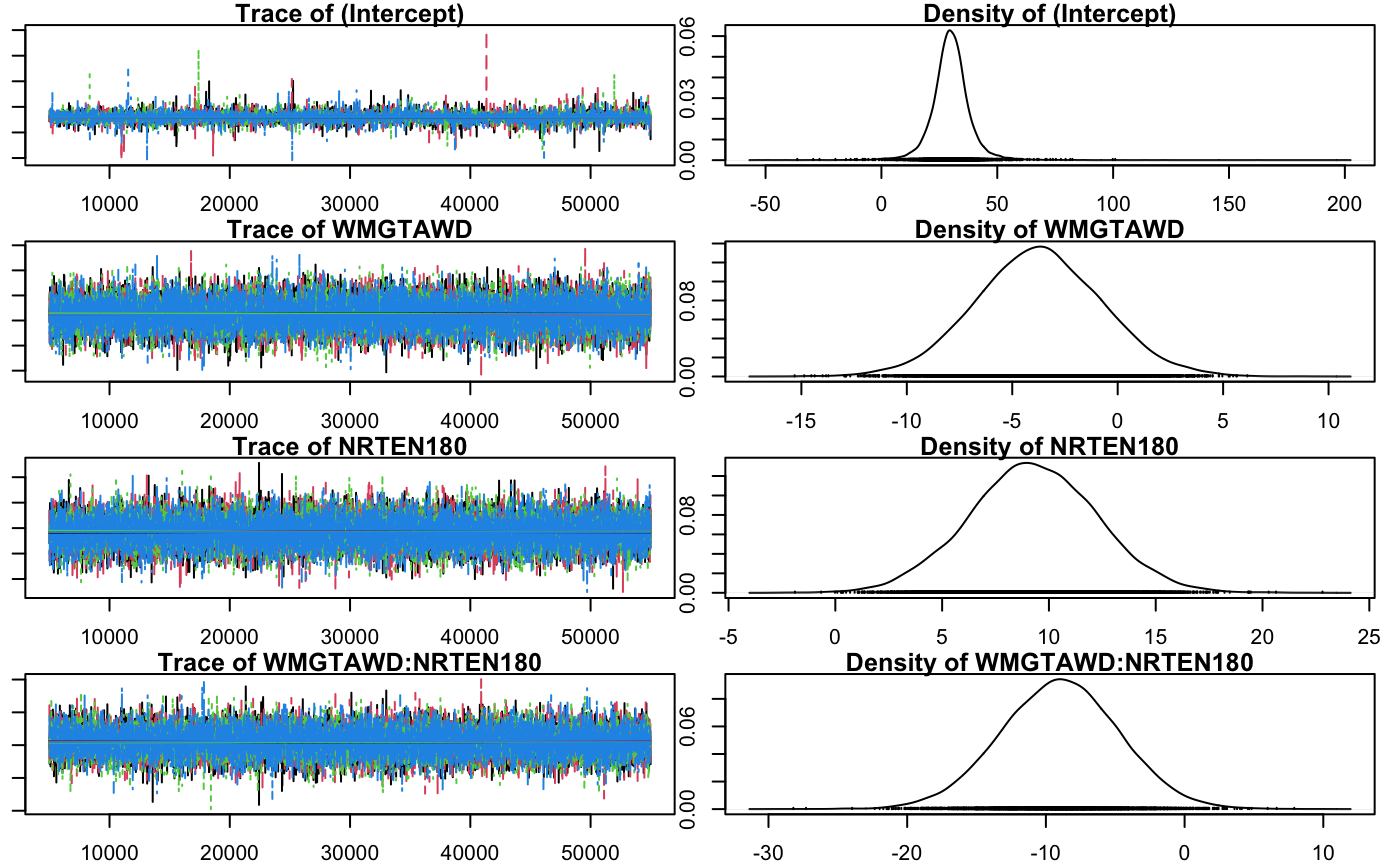 Trace of (Intercept)
Density of (Intercept)
0.00 0.03 0.06
10000 20000 30000 40000 50000
-50 0 50 100 150 200
Trace of WMGTAWD
Density of WMGTAWD
0.00 0.08
10000 20000 30000 40000 50000
-15 -10 -5 0 5 10
Trace of NRTEN180
Density of NRTEN180
0.00 0.08
10000 20000 30000 40000 50000
-5 0 5 10 15 20 25
Trace of WMGTAWD:NRTEN180
Density of WMGTAWD:NRTEN180
0.00 0.06
10000 20000 30000 40000 50000
-30 -20 -10 0 10